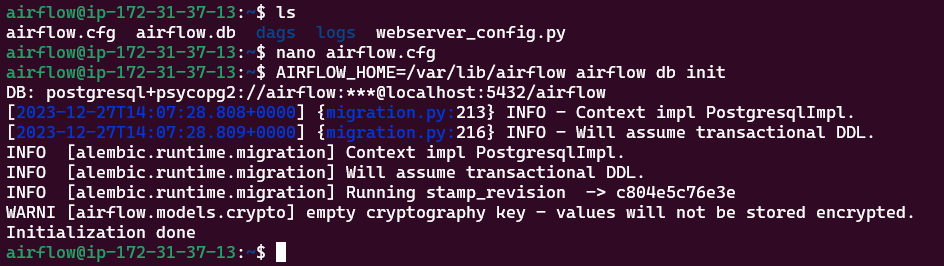 airflow@ip-172-31-37-13:~$ ls
airflow.cfg airflow.db dags logs webserver_config.py
airflow@ip-172-31-37-13:~$ nano airflow.cfg
airflow@ip-172-31-37-13:~$ AIRFLOW_HOME=/var/lib/airflow airflow db init
DB: postgresql+psycopg2://airflow:***@localhost:5432/airflow
[2023-12-27T14:07:28.808+0000] {migration.py:213} INFO - Context impl PostgresqlImpl.
[2023-12-27T14:07:28.809+0000] {migration.py:216} INFO - Will assume transactional DDL.
INFO  [alembic.runtime.migration] Context impl PostgresqlImpl.
INFO  [alembic.runtime.migration] Will assume transactional DDL.
INFO  [alembic.runtime.migration] Running stamp_revision  -> c804e5c76e3e
WARNI [airflow.models.crypto] empty cryptography key - values will not be stored encrypted.
Initialization done
airflow@ip-172-31-37-13:~$